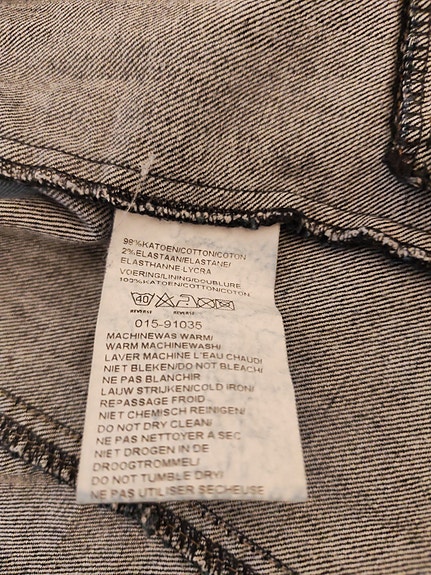 98%KATOEN/COTTON/COTON
2%ELASTAAN/ELASTANE/
ELASTHANNE-LYCRA
VOERING/LINING/DOUBLURE
100%KATOEN/COTTON/COTON
40
REVERSE REVERSE
015-91035
MACHINEWAS WARM/
WARM MACHINEWASH/
LAVER MACHINE L'EAU CHAUD/
NIET BLEKEN/DO NOT BLEACH/
NE PAS BLANCHIR
LAUW STRIJKEN/COLD IRON/
REPASSAGE FROID
NIET CHEMISCH REINIGEN/
DO NOT DRY CLEAN/
NE PAS NETTOYER A SEC
NIET DROGEN IN DE
DROOGTROMMEL/
DO NOT TUMBLE DRY/
NE PAS UTILISER SECHEUSE